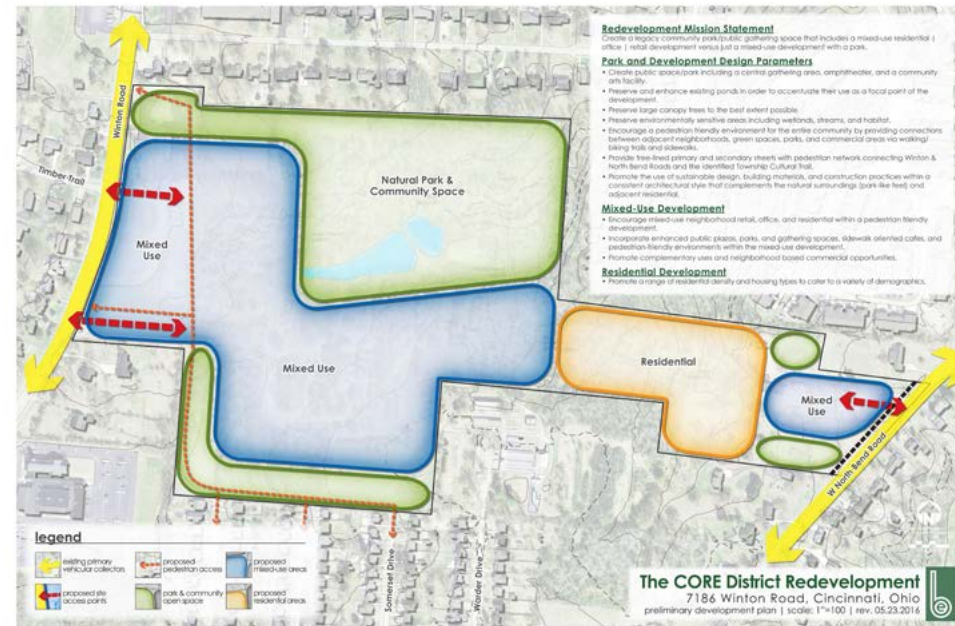 Redevelopment Mission Statement
Create a legacy community park/public gathering space that includes a mixed-use residential |
office | retail development versus just a mixed-use development with a park.
Park and Development Design Parameters
• Create public space/park including a central gathering area, amphitheater, and a community
arts facility.
• Preserve and enhance existing ponds in order to accentuate their use as a focal point of the
development.
• Preserve large canopy trees to the best extent possible
• Preserve environmentally sensitive areas including wetlands, streams, and habitat.
• Encourage a pedestrian friendly environment for the entire community by providing connections
between adjacent neighborhoods, green spaces, parks, and commercial areas via walking/
biking trails and sidewalks.
• Provide tree-lined primary and secondary streets with pedestrian network connecting Winton &
North Bend Roads and the identified Township Cultural Trail.
• Promote the use of sustainable design, building materials, and construction practices within a
consistent architectural style that complements the natural surroundings (park like feel) and
adjacent residential.
Mixed-Use Development
• Encourage mixed-use neighborhood retail, office, and residential within a pedestrian friendly
development.
• Incorporate enhanced public plazas, parks, and gathering spaces, sidewalk oriented cafes, and
pedestrian-friendly environments within the mixed-use development.
• Promote complementary uses and neighborhood based commercial opportunities.
Residential Development
• Promote a range of residential density and housing types to cater to a variety of demographics.
Winton Road
Timber Trail
Natural Park &
Community Space
Mixed
Use
Mixed Use
Residential
Mixed
Use
W North Bend Road
Somerset Drive
Warder Drive
legend
existing primary
vehicular collectors
proposed
pedestrian access
proposed
mixed-use areas
proposed site
access points
park & community
open space
proposed
residential areas
The CORE District Redevelopment
7186 Winton Road, Cincinnati, Ohio
preliminary development plan | scale: 1"=100 | rev. 05.23.2016